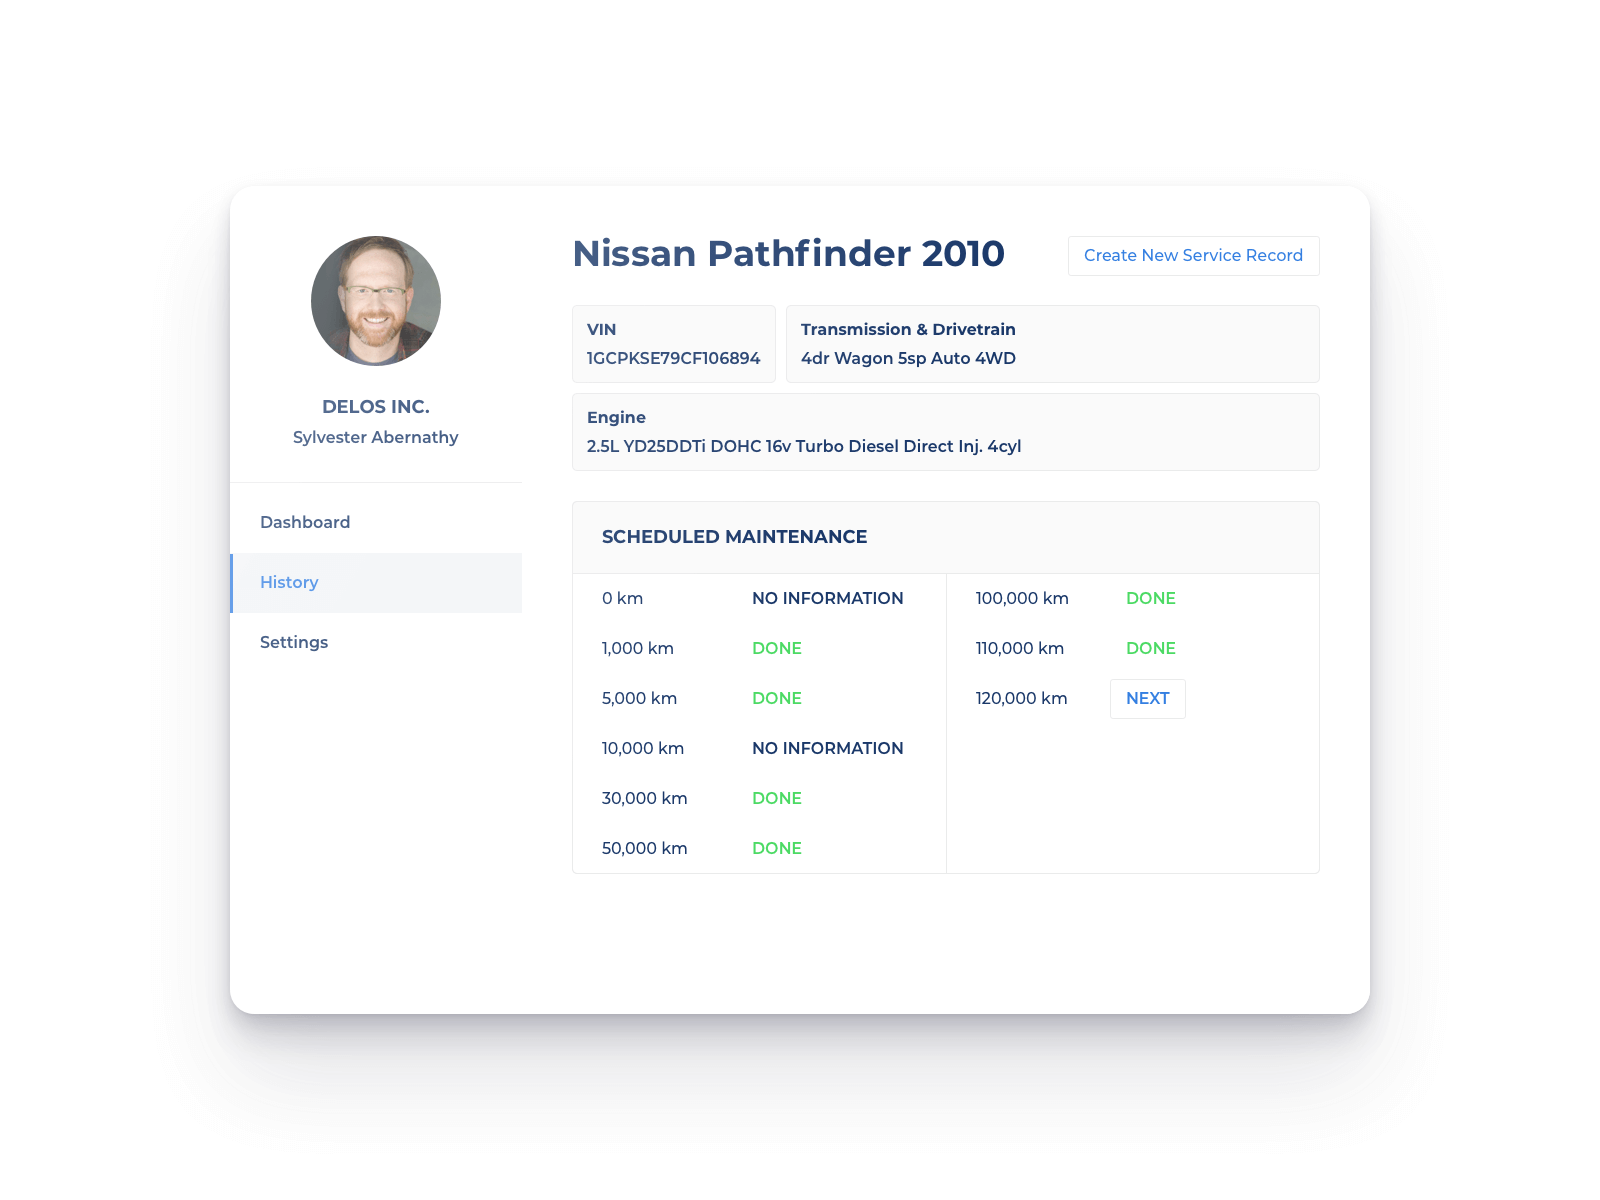 DELOS INC.
Sylvester Abernathy
Dashboard
History
Settings
Nissan Pathfinder 2010
Create New Service Record
VIN
1GCPKSE79CF106894
Transmission & Drivetrain
4dr Wagon 5sp Auto 4WD
Engine
2.5L YD25DDTi DOHC 16v Turbo Diesel Direct Inj. 4cyl
SCHEDULED MAINTENANCE
0 km NO INFORMATION
1,000 km DONE
5,000 km DONE
10,000 km NO INFORMATION
30,000 km DONE
50,000 km DONE
100,000 km DONE
110,000 km DONE
120,000 km NEXT